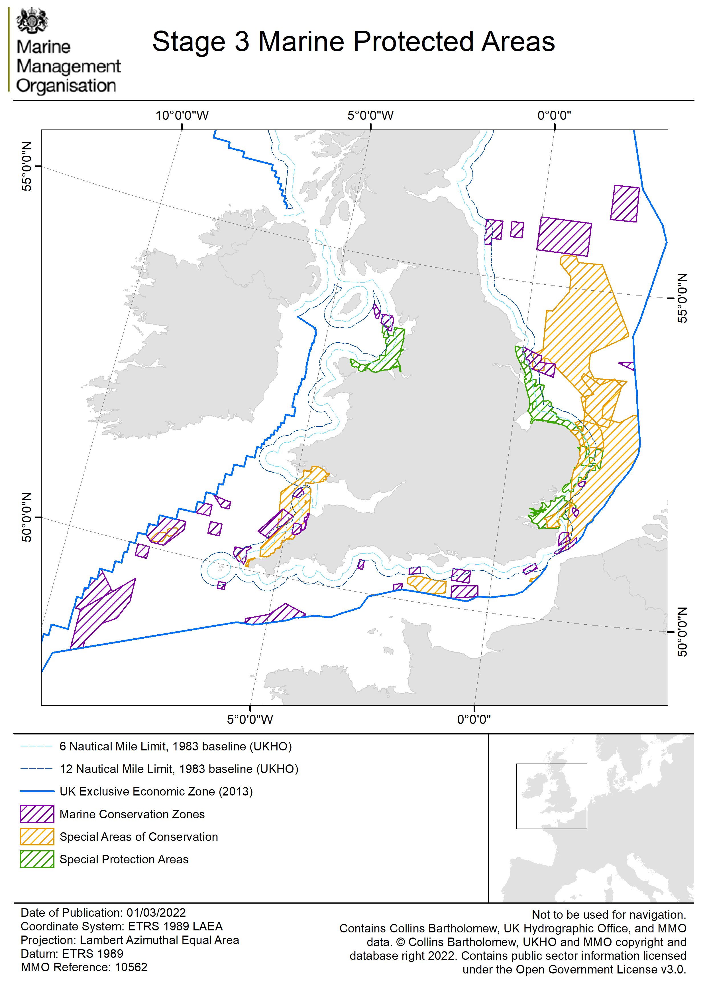 Marine
Management
Organisation
Stage 3 Marine Protected Areas
10°0'0"W
5°0'0"W
0°0'0"
55°0'0"N
55°0'0"N
50°0'0"N
50°0'0"N
5°0'0"W
0°0'0"
6 Nautical Mile Limit, 1983 baseline (UKHO)
12 Nautical Mile Limit, 1983 baseline (UKHO)
UK Exclusive Economic Zone (2013)
Marine Conservation Zones
Special Areas of Conservation
Special Protection Areas
Date of Publication: 01/03/2022
Coordinate System: ETRS 1989 LAEA
Projection: Lambert Azimuthal Equal Area
Datum: ETRS 1989
MMO Reference: 10562
Not to be used for navigation.
Contains Collins Bartholomew, UK Hydrographic Office, and MMO
data. © Collins Bartholomew, UKHO and MMO copyright and
database right 2022. Contains public sector information licensed
under the Open Government License v3.0.